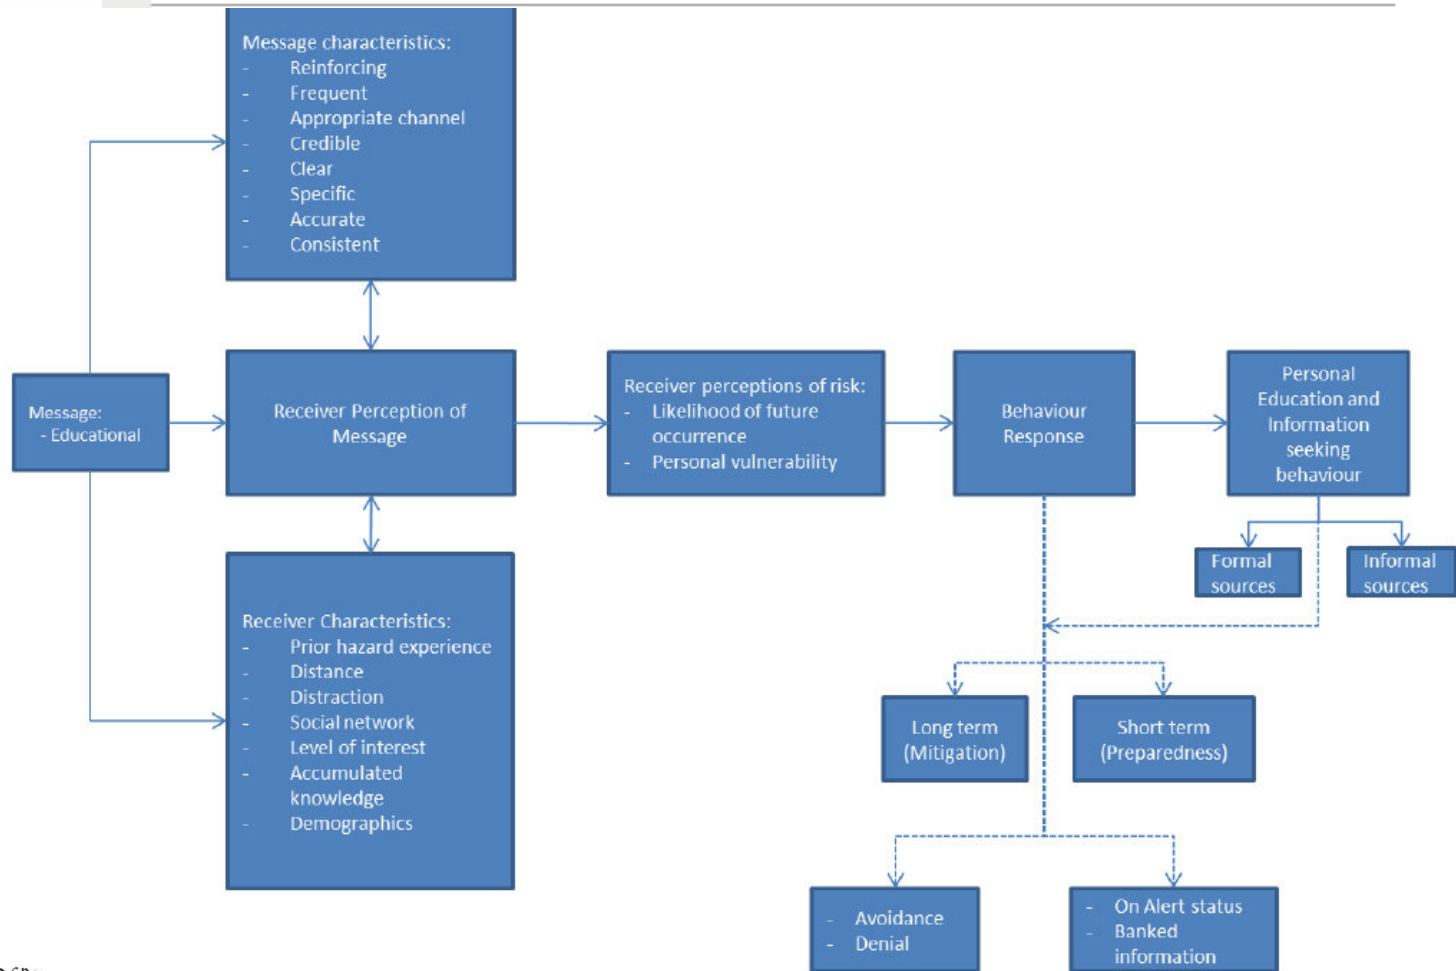 Message characteristics:
- Reinforcing
- Frequent
- Appropriate channel
- Credible
- Clear
- Specific
- Accurate
- Consistent
Message:
- Educational
Receiver Perception of
Message
Receiver perceptions of risk:
- Likelihood of future
occurrence
- Personal vulnerability
Behaviour
Response
Personal
Education and
Information
seeking
behaviour
Formal
sources
Informal
sources
Receiver Characteristics:
- Prior hazard experience
- Distance
- Distraction
- Social network
- Level of interest
- Accumulated
knowledge
- Demographics
Long term
(Mitigation)
Short term
(Preparedness)
- Avoidance
- Denial
- On Alert status
- Banked
information